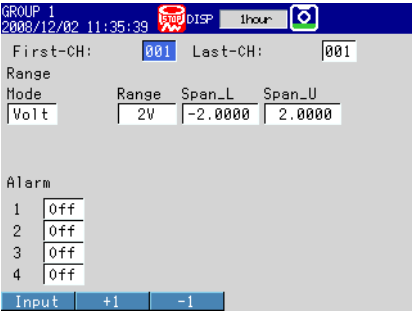 GROUP 1
2008/12/02 11:35:39 STOP DISP 1hour
First-CH: 001 Last-CH: 001
Range
Mode Range Span_L Span_U
Volt 2V -2.0000 2.0000
Alarm
1 Off
2 Off
3 Off
4 Off
Input +1 -1